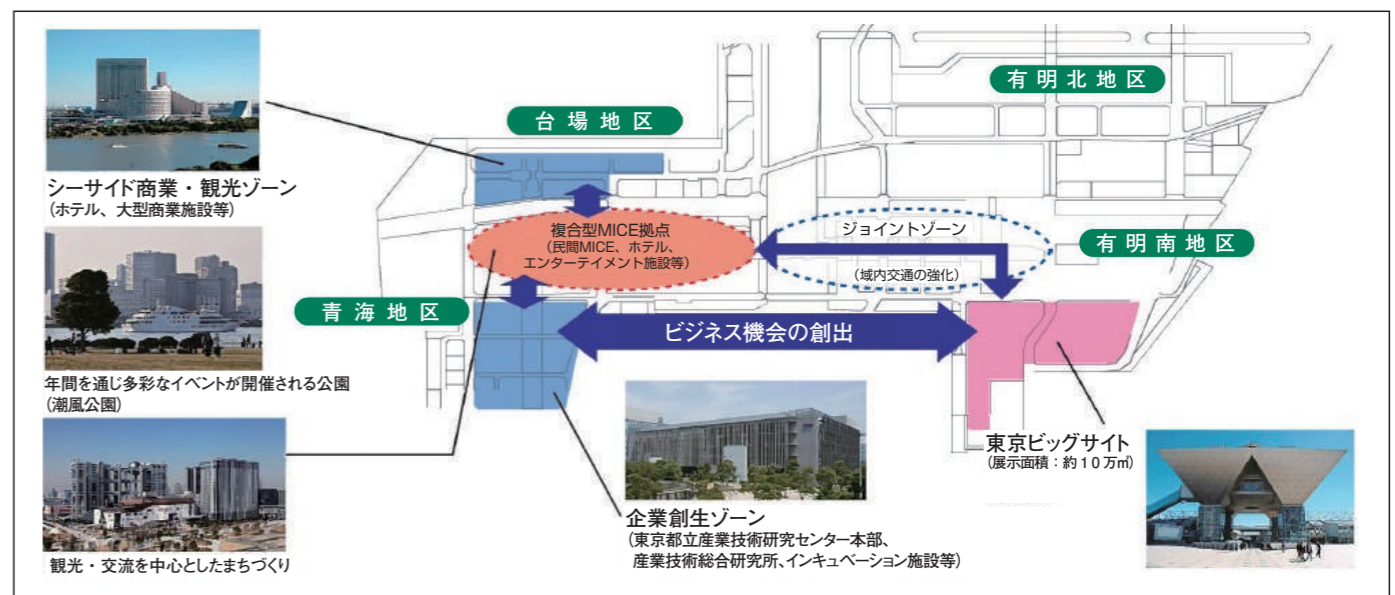 有明北地区
台場地区
シーサイド商業・観光ゾーン
(ホテル、大型商業施設等)
複合型MICE拠点
(民間MICE、ホテル、
エンターテイメント施設等)
ジョイントゾーン
(域内交通の強化)
有明南地区
青海地区
ビジネス機会の創出
年間を通じ多彩なイベントが開催される公園
(潮風公園)
東京ビッグサイト
(展示面積:約10万㎡)
企業創生ゾーン
(東京都立産業技術研究センター本部、
産業技術総合研究所、インキュベーション施設等)
観光・交流を中心としたまちづくり